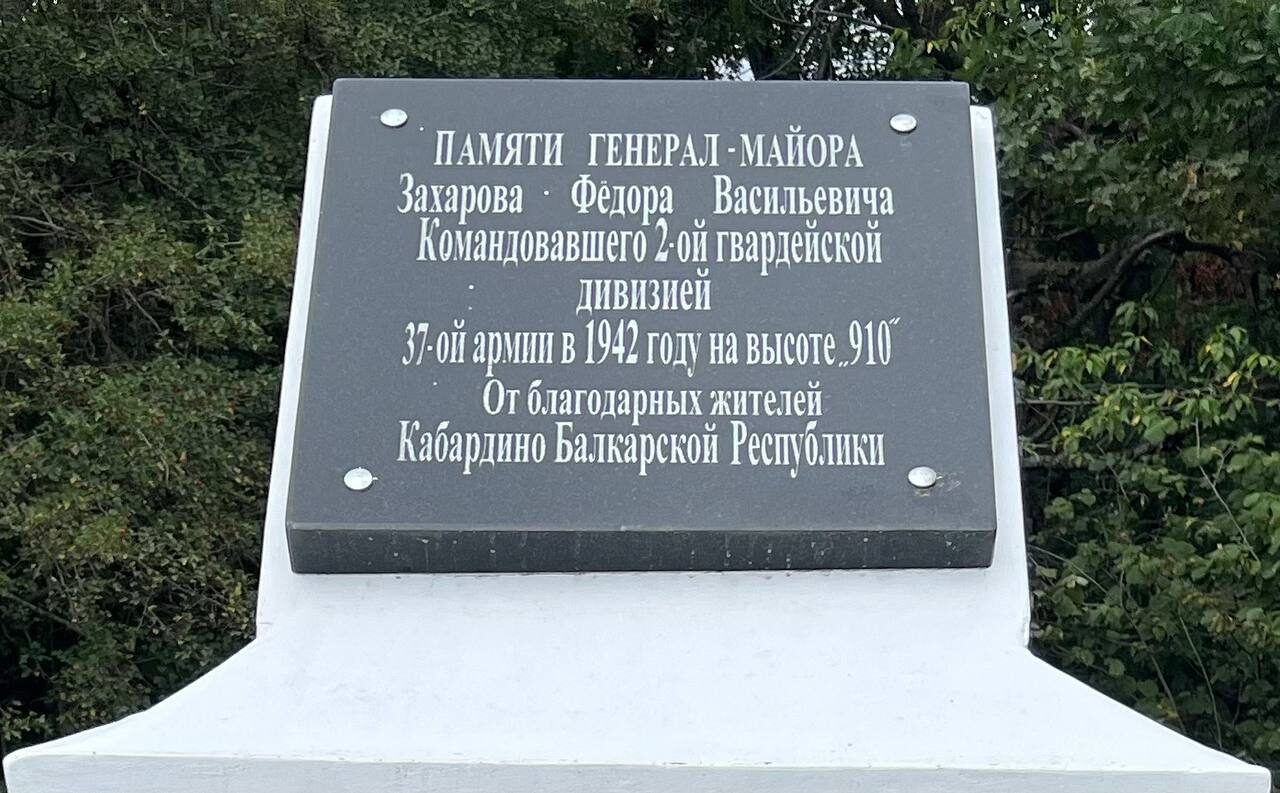 ПАМЯТИ ГЕНЕРАЛ-МАЙОРА
Захарова Фёдора Васильевича
Командовавшего 2-ой гвардейской
дивизией
37-ой армии в 1942 году на высоте „910“
От благодарных жителей
Кабардино Балкарской Республики